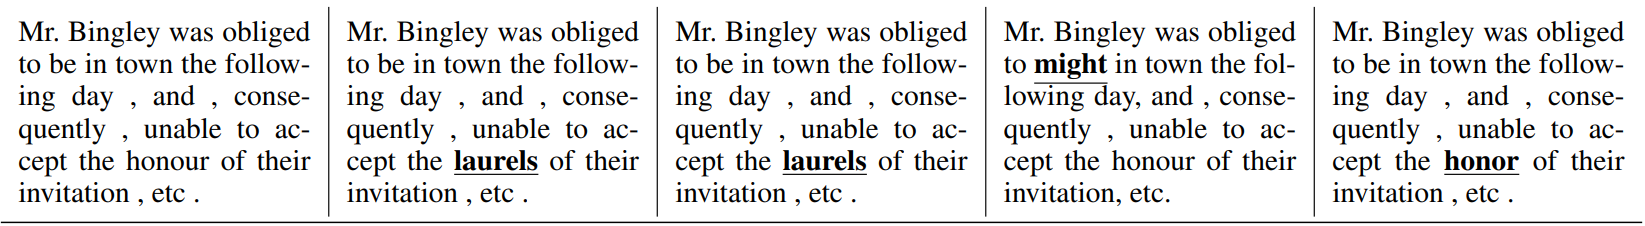 Mr. Bingley was obliged
to be in town the follow-
ing day , and , conse-
quently , unable to ac-
cept the honour of their
invitation , etc .
Mr. Bingley was obliged
to be in town the follow-
ing day , and , conse-
quently , unable to ac-
cept the laurels of their
invitation , etc .
Mr. Bingley was obliged
to be in town the follow-
ing day , and , conse-
quently , unable to ac-
cept the laurels of their
invitation , etc .
Mr. Bingley was obliged
to might in town the fol-
lowing day, and , conse-
quently , unable to ac-
cept the honour of their
invitation, etc.
Mr. Bingley was obliged
to be in town the follow-
ing day , and , conse-
quently , unable to ac-
cept the honor of their
invitation , etc .